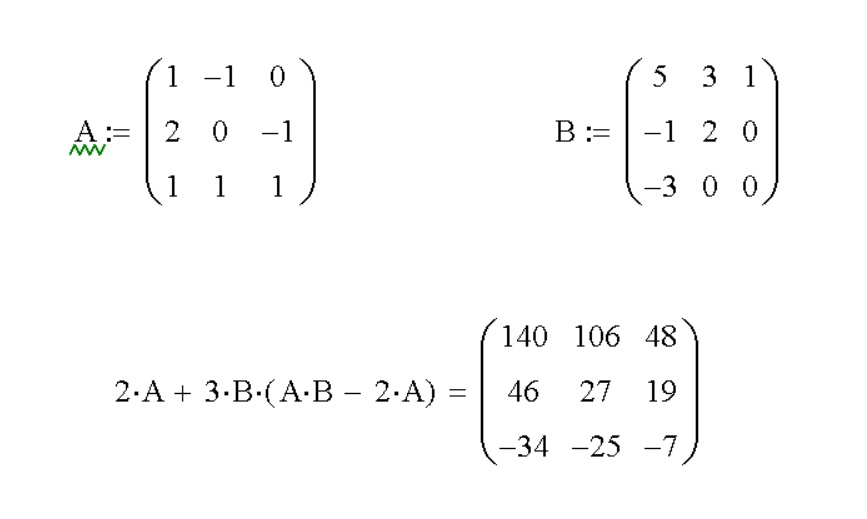 A := ( 1 −1 0 ) B := ( 5 3 1 )
( 2 0 −1 ) ( −1 2 0 )
( 1 1 1 ) ( −3 0 0 )
2·A + 3·B·(A·B − 2·A) = ( 140 106 48 )
( 46 27 19 )
( −34 −25 −7 )